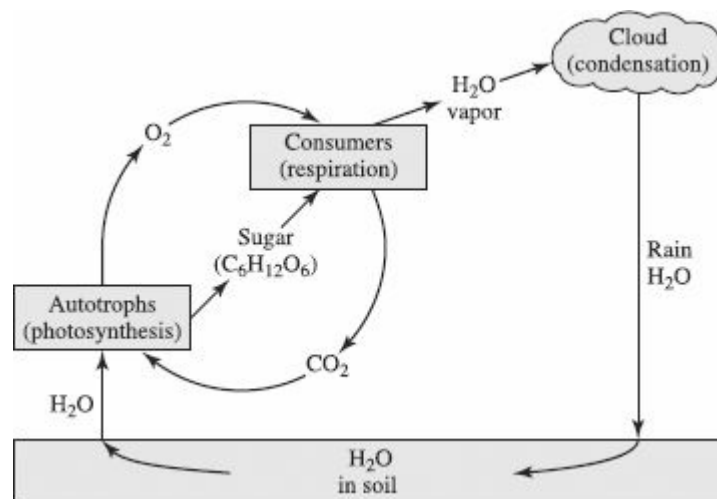 Cloud
(condensation)
H₂O
vapor
O₂
Consumers
(respiration)
Sugar
(C₆H₁₂O₆)
Rain
H₂O
Autotrophs
(photosynthesis)
CO₂
H₂O
H₂O
in soil